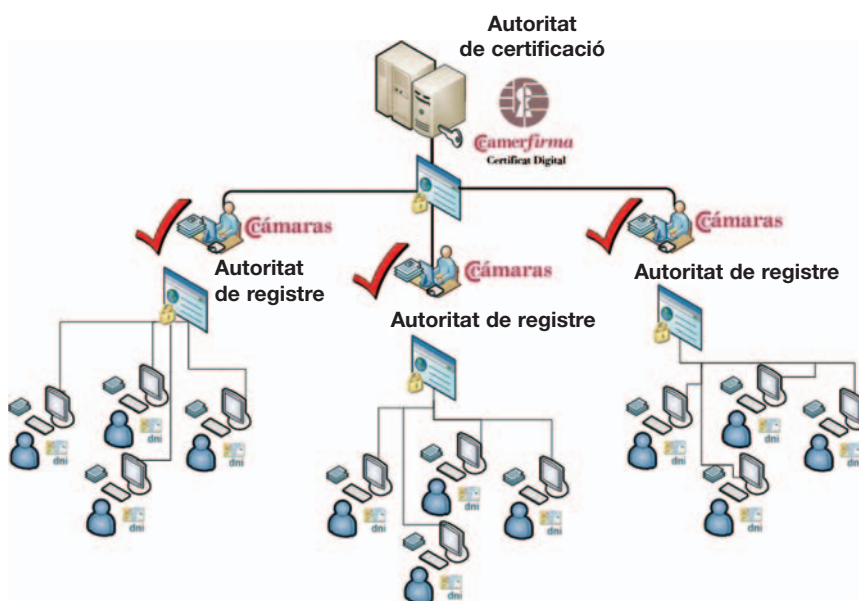 Autoritat
de certificació
Camerfirma
Certificat Digital
Cámaras
Cámaras
Cámaras
Autoritat
de registre
Autoritat de registre
Autoritat de registre
dni
dni
dni
dni
dni
dni
dni
dni
dni
dni
dni
dni